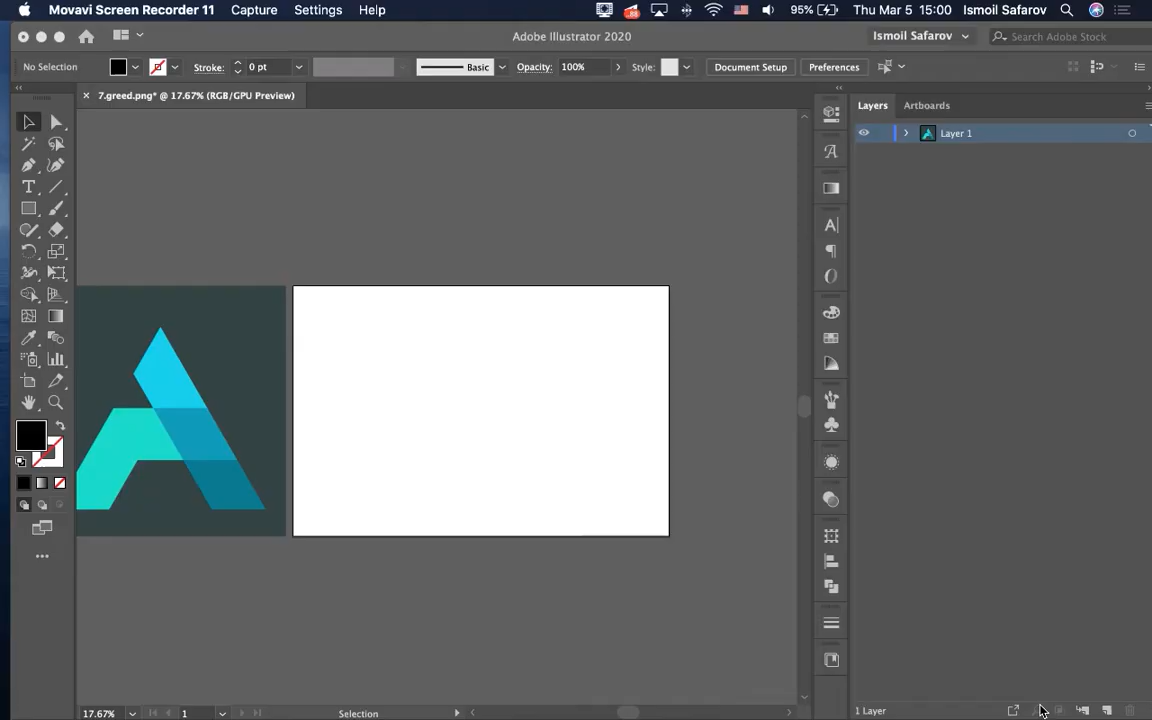 Movavi Screen Recorder 11 Capture Settings Help 88 95% Thu Mar 5 15:00 Ismoil Safarov
Adobe Illustrator 2020 Ismoil Safarov Search Adobe Stock
No Selection Stroke: 0 pt Basic Opacity: 100% Style: Document Setup Preferences
7.greed.png* @ 17.67% (RGB/GPU Preview)
Layers Artboards
Layer 1
17.67% 1 Selection
1 Layer